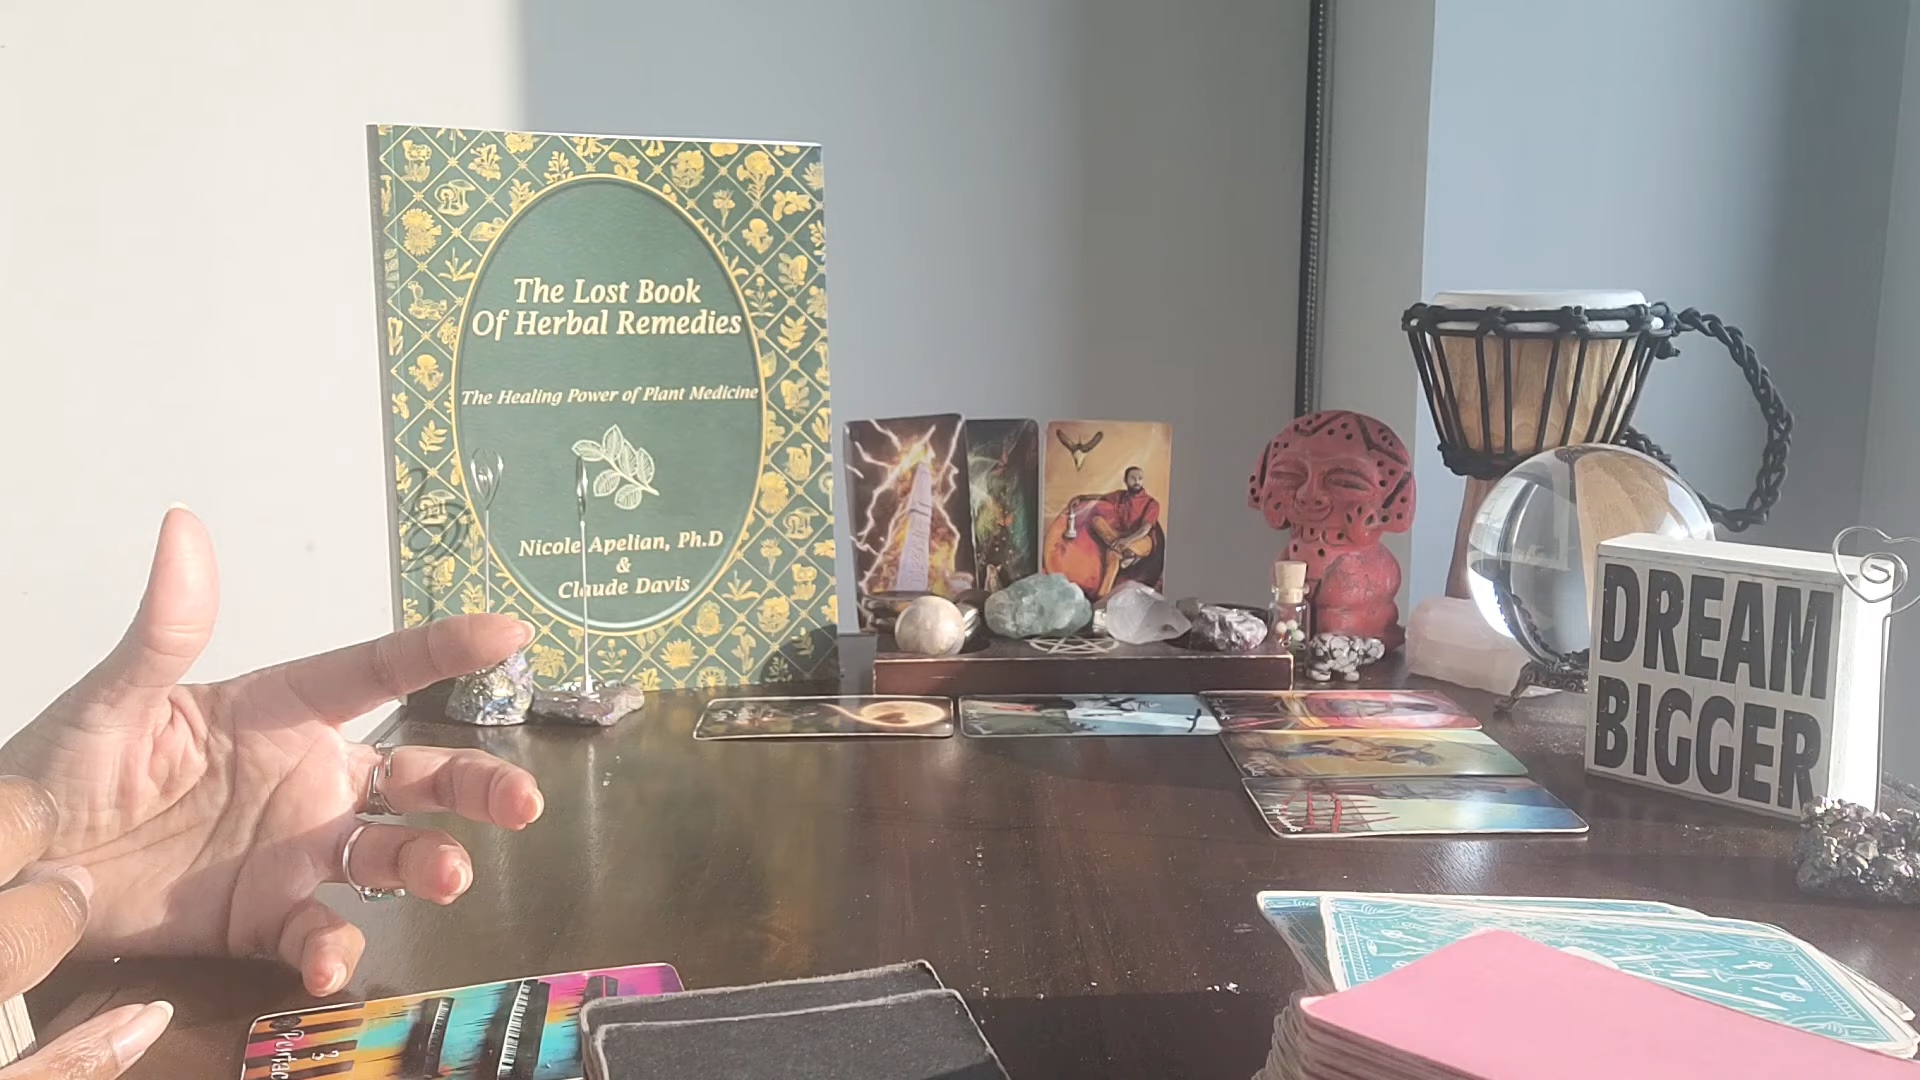 The Lost Book
Of Herbal Remedies
The Healing Power of Plant Medicine
Nicole Apelian, Ph.D
&
Claude Davis
DREAM
BIGGER